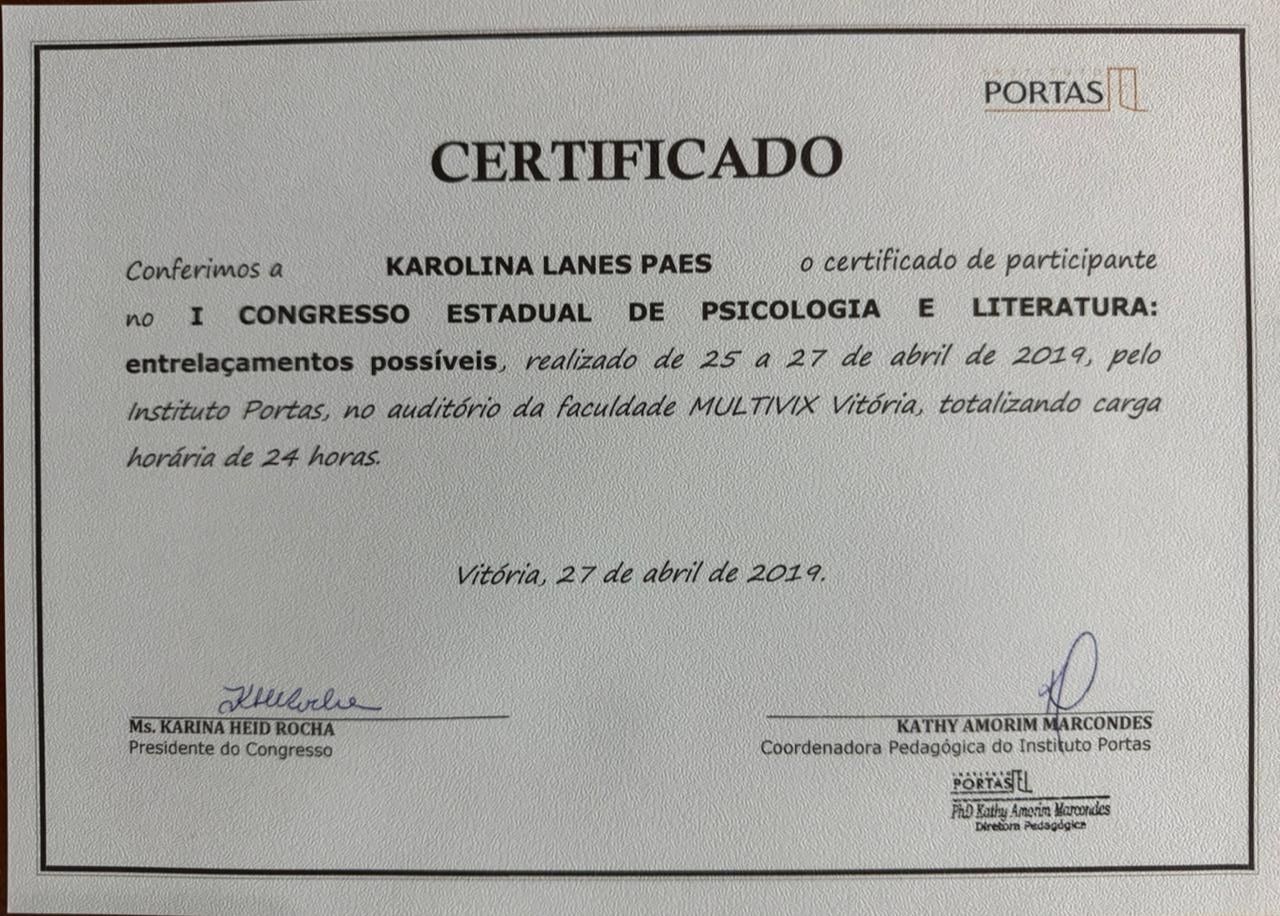 INSTITUTO
PORTAS
CERTIFICADO
Conferimos a KAROLINA LANES PAES o certificado de participante
no I CONGRESSO ESTADUAL DE PSICOLOGIA E LITERATURA:
entrelaçamentos possíveis, realizado de 25 a 27 de abril de 2019, pelo
Instituto Portas, no auditório da faculdade MULTIVIX Vitória, totalizando carga
horária de 24 horas.
Vitória, 27 de abril de 2019.
Ms. KARINA HEID ROCHA
Presidente do Congresso
KATHY AMORIM MARCONDES
Coordenadora Pedagógica do Instituto Portas
INSTITUTO
PORTAS
PhD Kathy Amorim Marcondes
Diretora Pedagógica